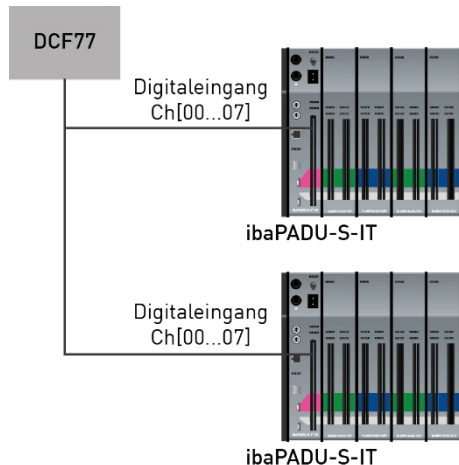 DCF77
Digitaleingang
Ch[00...07]
ibaPADU-S-IT
Digitaleingang
Ch[00...07]
ibaPADU-S-IT